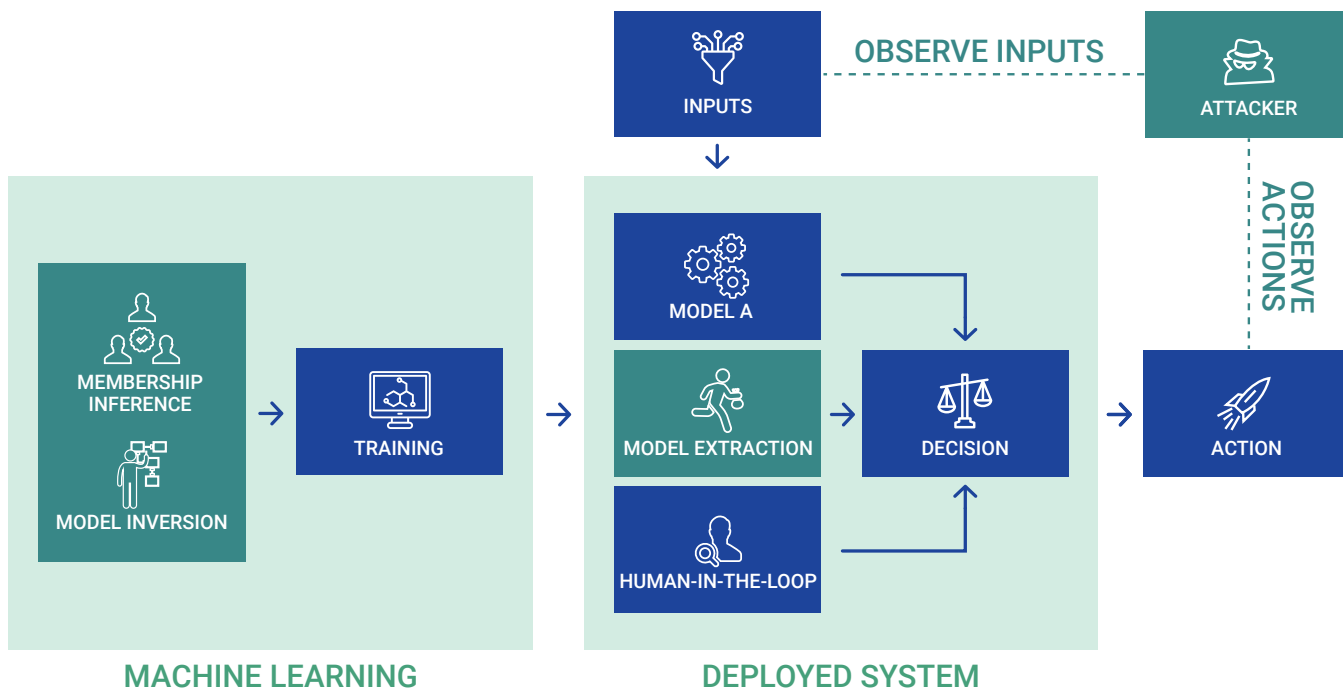 INPUTS
OBSERVE INPUTS
ATTACKER
OBSERVE
ACTIONS
MEMBERSHIP
INFERENCE
MODEL INVERSION
TRAINING
MODEL A
MODEL EXTRACTION
HUMAN-IN-THE-LOOP
DECISION
ACTION
MACHINE LEARNING
DEPLOYED SYSTEM